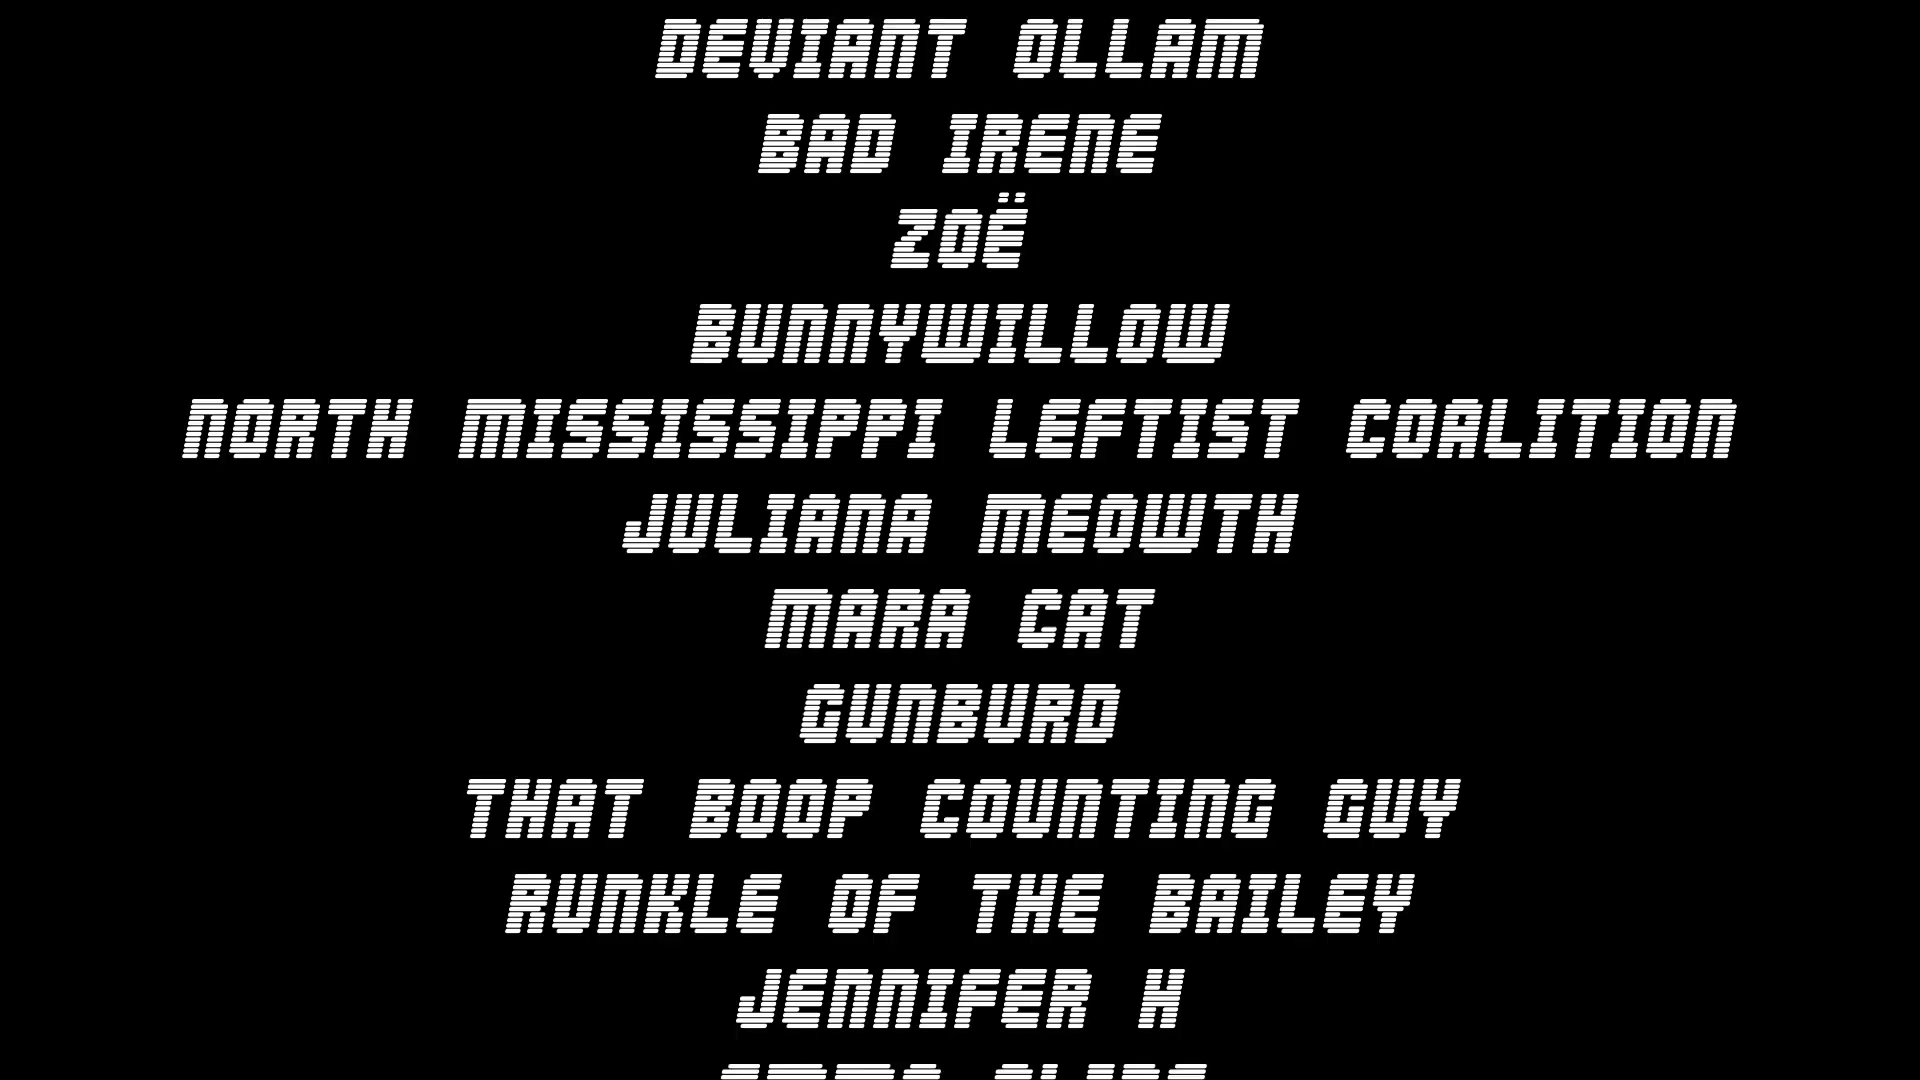 DEVIANT OLLAM
BAD IRENE
ZOË
BUNNYWILLOW
NORTH MISSISSIPPI LEFTIST COALITION
JULIANA MEOWTH
MARA CAT
GUNBURD
THAT BOOP COUNTING GUY
RUNKLE OF THE BAILEY
JENNIFER H